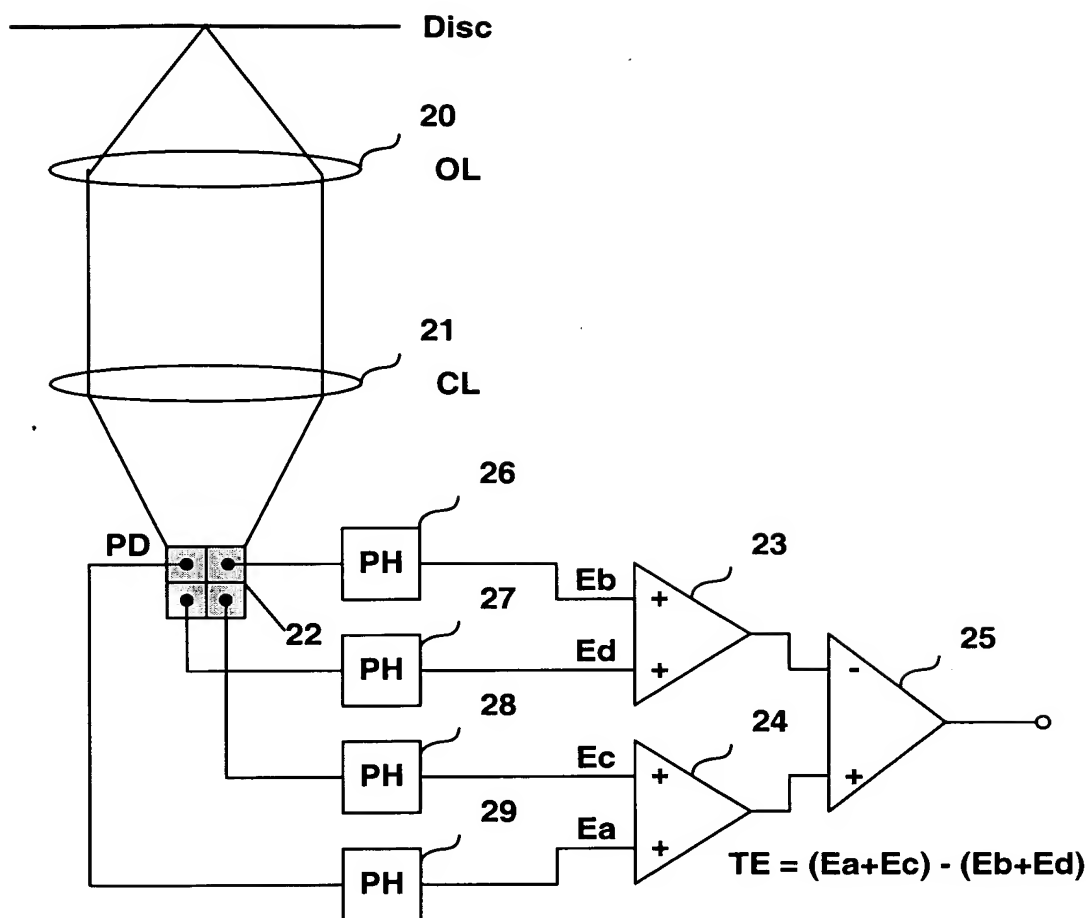 Disc
20
OL
21
CL
26
PD
PH
Eb
23
22
27
PH
Ed
25
-
+
+
28
PH
Ec
24
+
+
+
29
PH
Ea
TE = (Ea+Ec) - (Eb+Ed)